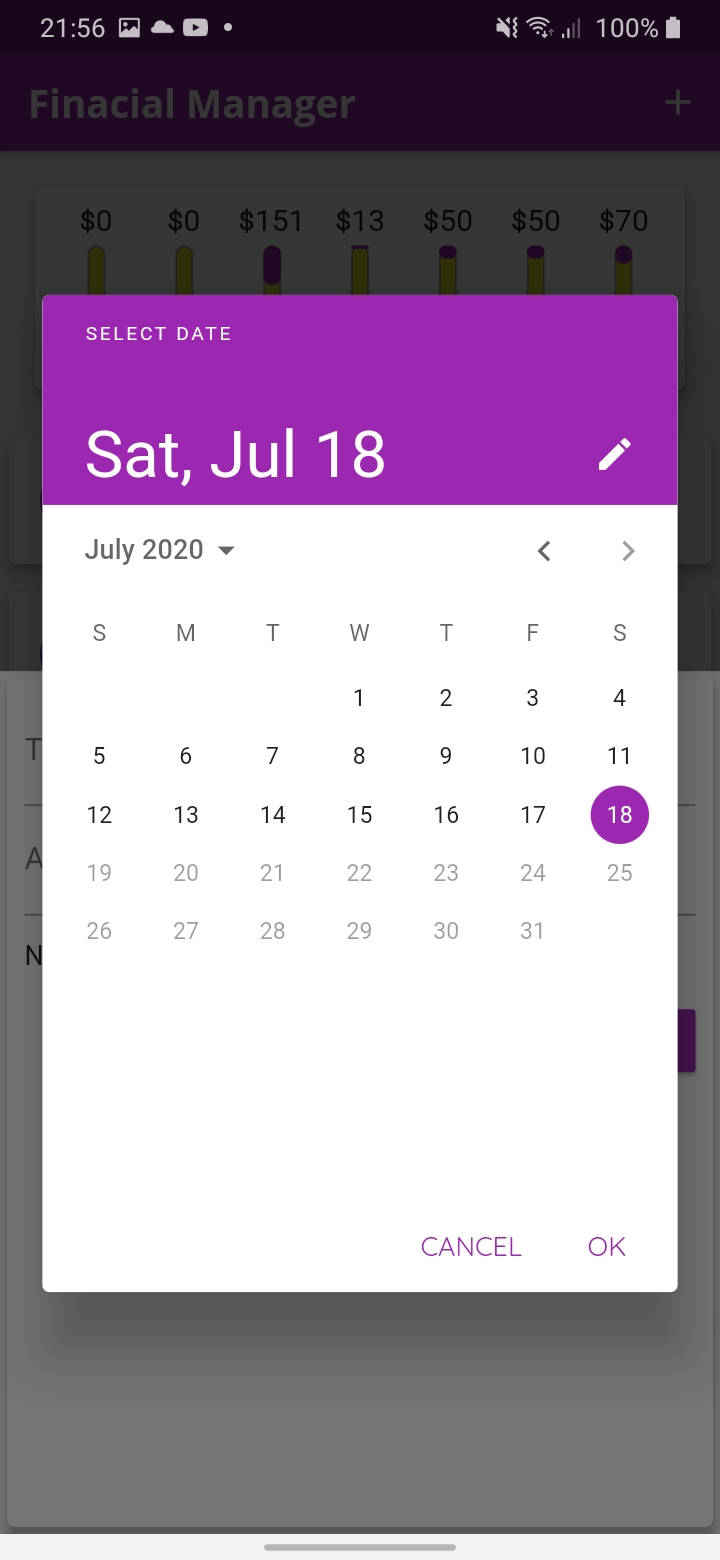 21:56 100%
Finacial Manager +
$0 $0 $151 $13 $50 $50 $70
SELECT DATE
Sat, Jul 18
July 2020
S M T W T F S
1 2 3 4
5 6 7 8 9 10 11
12 13 14 15 16 17 18
19 20 21 22 23 24 25
26 27 28 29 30 31
T
A
N
CANCEL OK